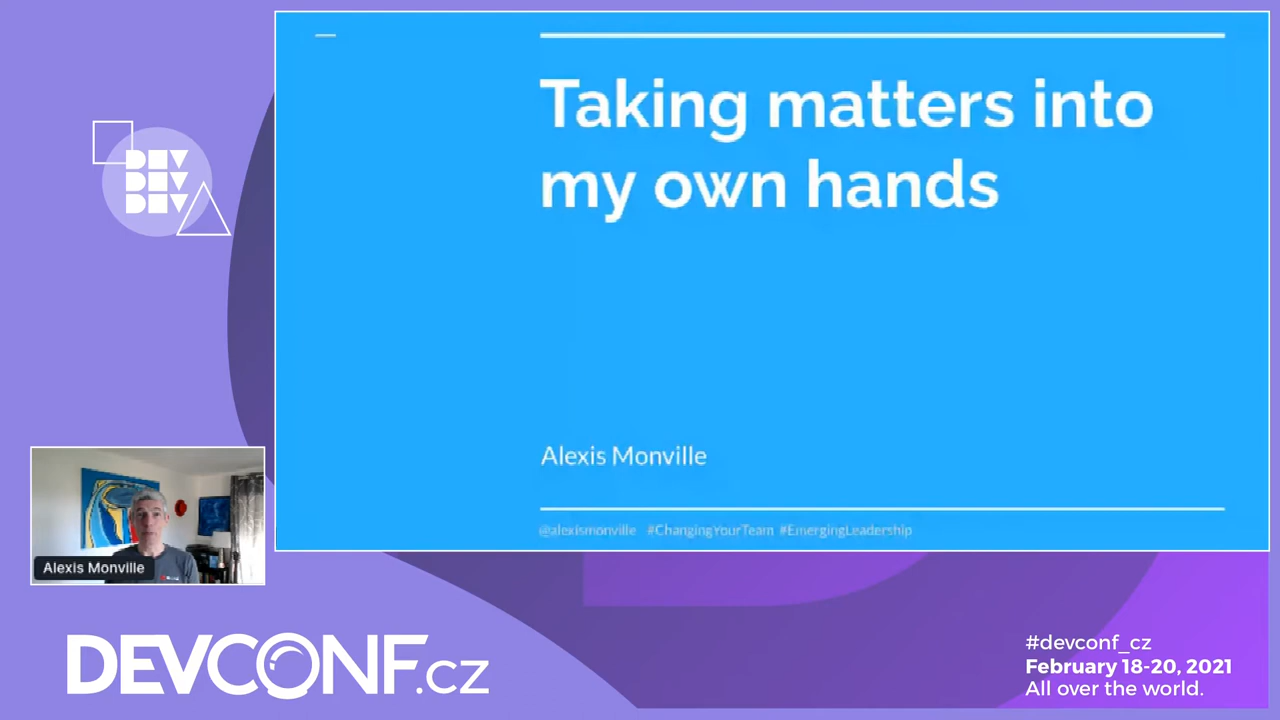 Taking matters into
my own hands
Alexis Monville
@alexismonville #ChangingYourTeam #EmergingLeadership
DEV
DEV
DEV
Alexis Monville
DEVCONF.cz
#devconf_cz
February 18-20, 2021
All over the world.